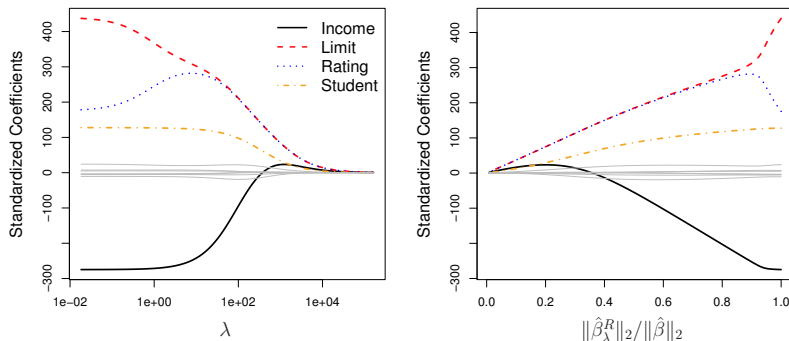 Standardized Coefficients
400
300
200
100
0
−100
−300
1e−02 1e+00 1e+02 1e+04
λ
Income
Limit
Rating
Student
Standardized Coefficients
400
300
200
100
0
−100
−300
0.0 0.2 0.4 0.6 0.8 1.0
‖β̂λᴿ‖₂/‖β̂‖₂